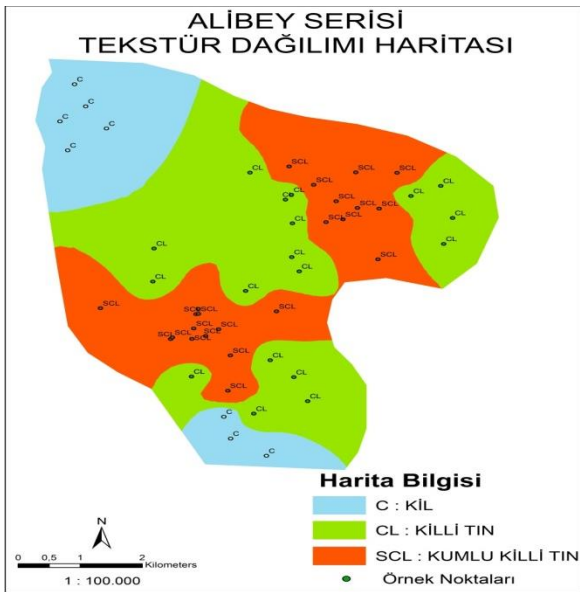 ALİBEY SERİSİ
TEKSTÜR DAĞILIMI HARİTASI
C
C
C
C
C
SCL
SCL
SCL
CL
CL
SCL
CL
CL
CL
SCL
SCL
SCL
SCL
SCL
CL
CL
CL
CL
CL
SCL
CL
CL
CL
SCL
SCL
SCL
SCL
SCL
SCL
SCL
SCL
SCL
SCL
CL
CL
CL
SCL
CL
CL
C
C
C
Harita Bilgisi
C : KİL
CL : KİLLİ TIN
SCL : KUMLU KİLLİ TIN
Örnek Noktaları
N
0 0,5 1 2
Kilometers
1 : 100.000